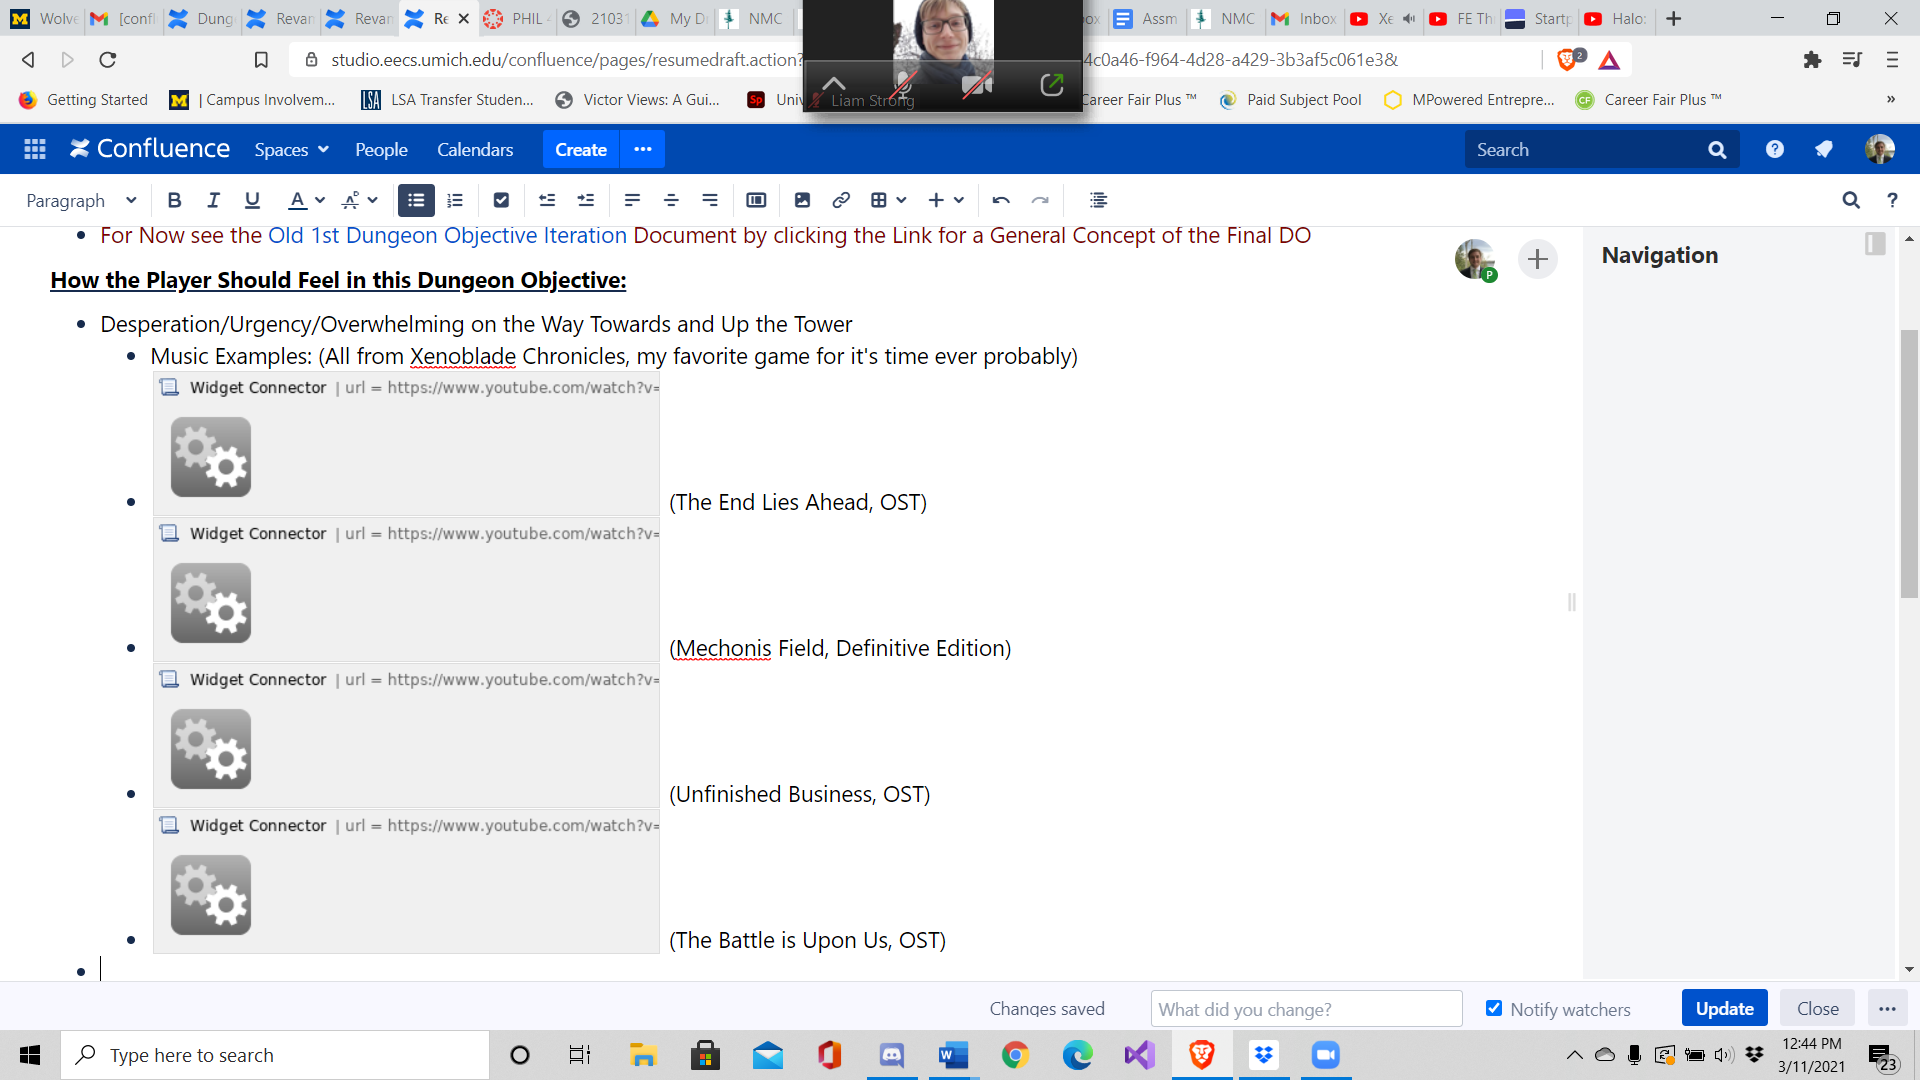 Wolve
[conf
Dung
Revan
Revan
Re
PHIL
21031
My Dr
NMC
Assm
NMC
Inbox
Xe
FE Th
Startp
Halo:
studio.eecs.umich.edu/confluence/pages/resumedraft.action?
4c0a46-f964-4d28-a429-3b3af5c061e3&
2
Liam Strong
Getting Started
| Campus Involvem...
LSA Transfer Studen...
Victor Views: A Gui...
Career Fair Plus ™
Paid Subject Pool
MPowered Entrepre...
Career Fair Plus ™
»
Confluence
Spaces
People
Calendars
Create
Search
Paragraph
B I U A
• For Now see the Old 1st Dungeon Objective Iteration Document by clicking the Link for a General Concept of the Final DO
How the Player Should Feel in this Dungeon Objective:
• Desperation/Urgency/Overwhelming on the Way Towards and Up the Tower
• Music Examples: (All from Xenoblade Chronicles, my favorite game for it's time ever probably)
Widget Connector | url = https://www.youtube.com/watch?v=
• (The End Lies Ahead, OST)
Widget Connector | url = https://www.youtube.com/watch?v=
• (Mechonis Field, Definitive Edition)
Widget Connector | url = https://www.youtube.com/watch?v=
• (Unfinished Business, OST)
Widget Connector | url = https://www.youtube.com/watch?v=
• (The Battle is Upon Us, OST)
•
P
Navigation
Changes saved
What did you change?
Notify watchers
Update
Close
Type here to search
12:44 PM
3/11/2021
23